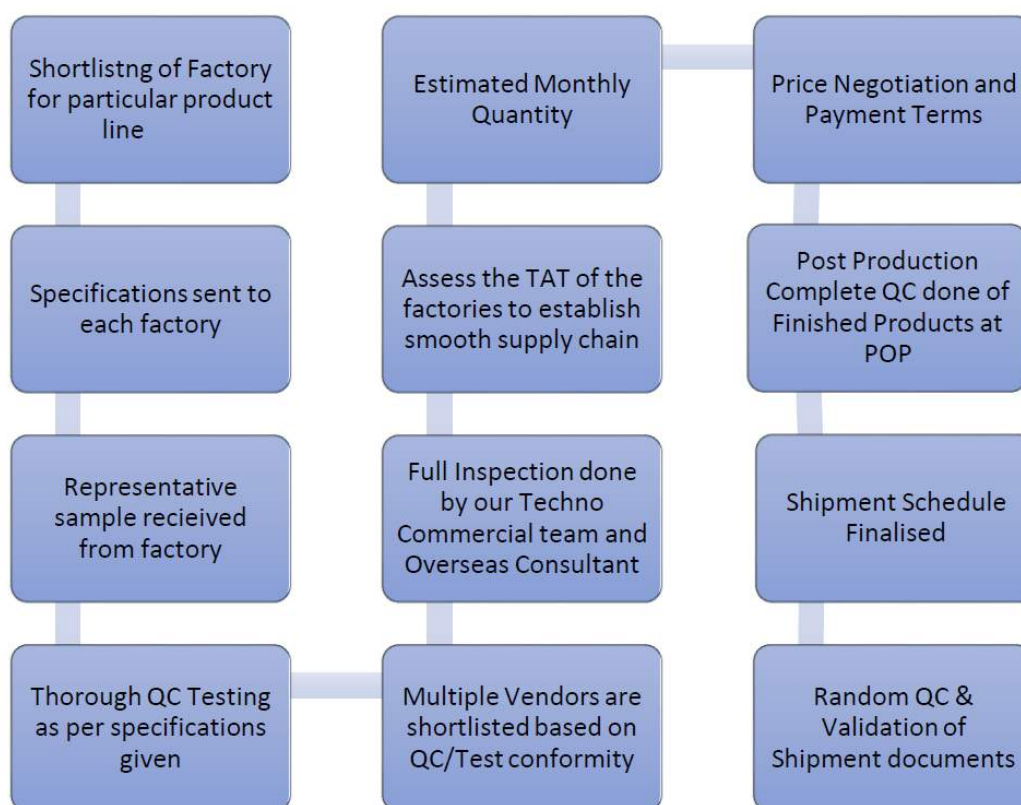 Shortlistng of Factory
for particular product
line
Specifications sent to
each factory
Representative
sample recieived
from factory
Thorough QC Testing
as per specifications
given
Multiple Vendors are
shortlisted based on
QC/Test conformity
Full Inspection done
by our Techno
Commercial team and
Overseas Consultant
Assess the TAT of the
factories to establish
smooth supply chain
Estimated Monthly
Quantity
Price Negotiation and
Payment Terms
Post Production
Complete QC done of
Finished Products at
POP
Shipment Schedule
Finalised
Random QC &
Validation of
Shipment documents